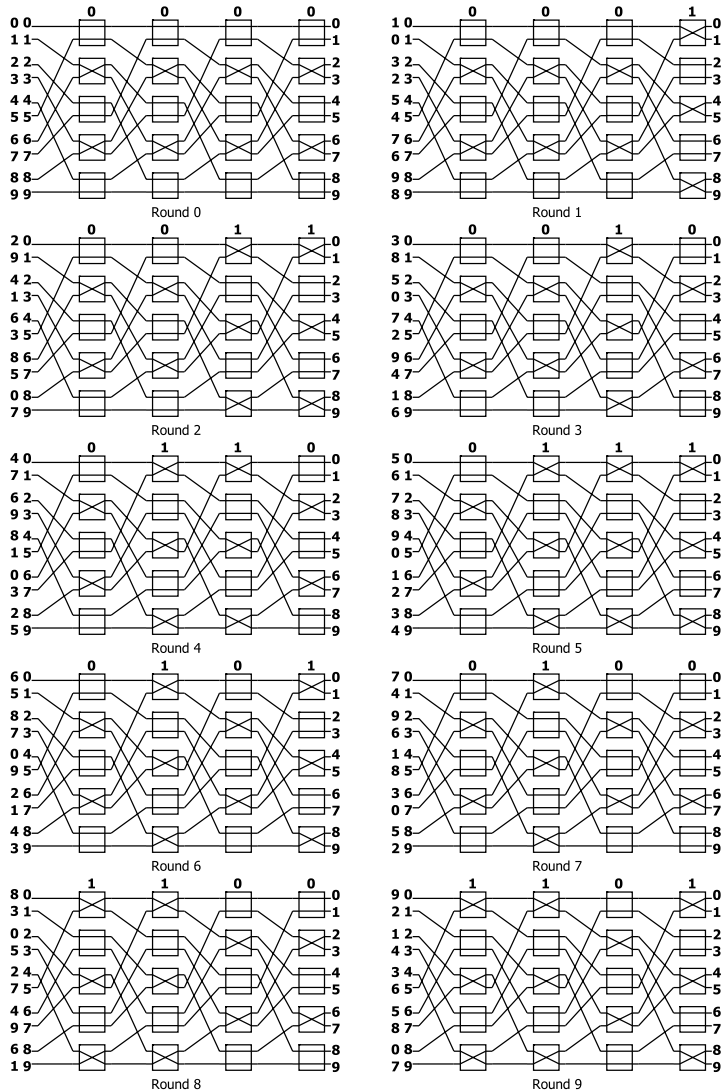 0 0 0 0
0 0 0
1 1 1
2 2 2
3 3 3
4 4 4
5 5 5
6 6 6
7 7 7
8 8 8
9 9 9
Round 0
0 0 0 1
1 0 0
0 1 1
3 2 2
2 3 3
5 4 4
4 5 5
7 6 6
6 7 7
9 8 8
8 9 9
Round 1
0 0 1 1
2 0 0
9 1 1
4 2 2
1 3 3
6 4 4
3 5 5
8 6 6
5 7 7
0 8 8
7 9 9
Round 2
0 0 1 0
3 0 0
8 1 1
5 2 2
0 3 3
7 4 4
2 5 5
9 6 6
4 7 7
1 8 8
6 9 9
Round 3
0 1 1 0
4 0 0
7 1 1
6 2 2
9 3 3
8 4 4
1 5 5
0 6 6
3 7 7
2 8 8
5 9 9
Round 4
0 1 1 1
5 0 0
6 1 1
7 2 2
8 3 3
9 4 4
0 5 5
1 6 6
2 7 7
3 8 8
4 9 9
Round 5
0 1 0 1
6 0 0
5 1 1
8 2 2
7 3 3
0 4 4
9 5 5
2 6 6
1 7 7
4 8 8
3 9 9
Round 6
0 1 0 0
7 0 0
4 1 1
9 2 2
6 3 3
1 4 4
8 5 5
3 6 6
0 7 7
5 8 8
2 9 9
Round 7
1 1 0 0
8 0 0
3 1 1
0 2 2
5 3 3
2 4 4
7 5 5
4 6 6
9 7 7
6 8 8
1 9 9
Round 8
1 1 0 1
9 0 0
2 1 1
1 2 2
4 3 3
3 4 4
6 5 5
5 6 6
8 7 7
0 8 8
7 9 9
Round 9